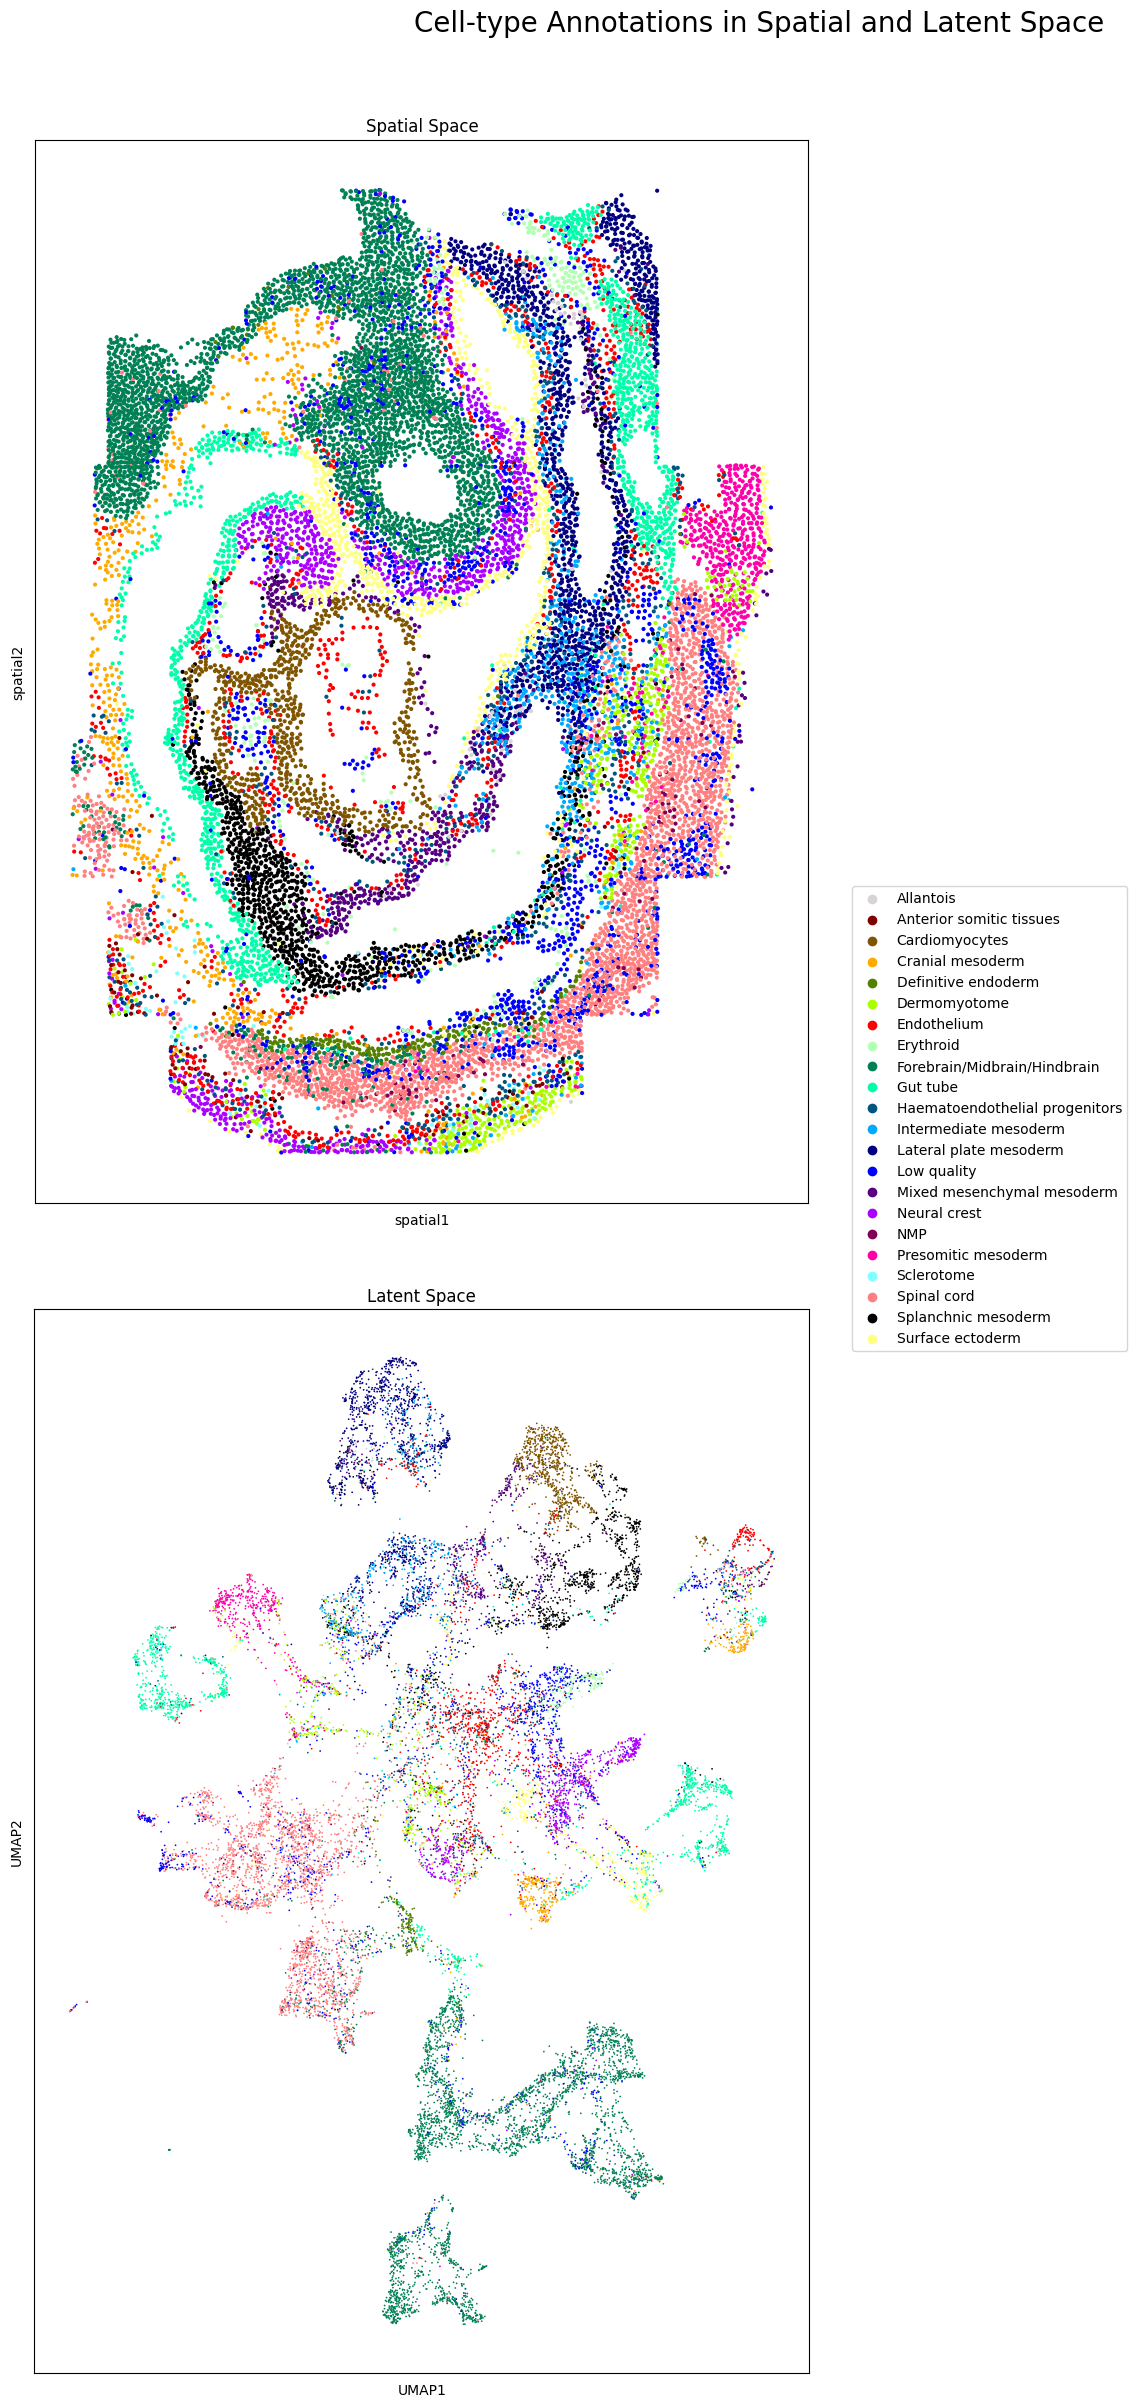 Cell-type Annotations in Spatial and Latent Space
Spatial Space
spatial2
spatial1
Allantois
Anterior somitic tissues
Cardiomyocytes
Cranial mesoderm
Definitive endoderm
Dermomyotome
Endothelium
Erythroid
Forebrain/Midbrain/Hindbrain
Gut tube
Haematoendothelial progenitors
Intermediate mesoderm
Lateral plate mesoderm
Low quality
Mixed mesenchymal mesoderm
Neural crest
NMP
Presomitic mesoderm
Sclerotome
Spinal cord
Splanchnic mesoderm
Surface ectoderm
Latent Space
UMAP2
UMAP1